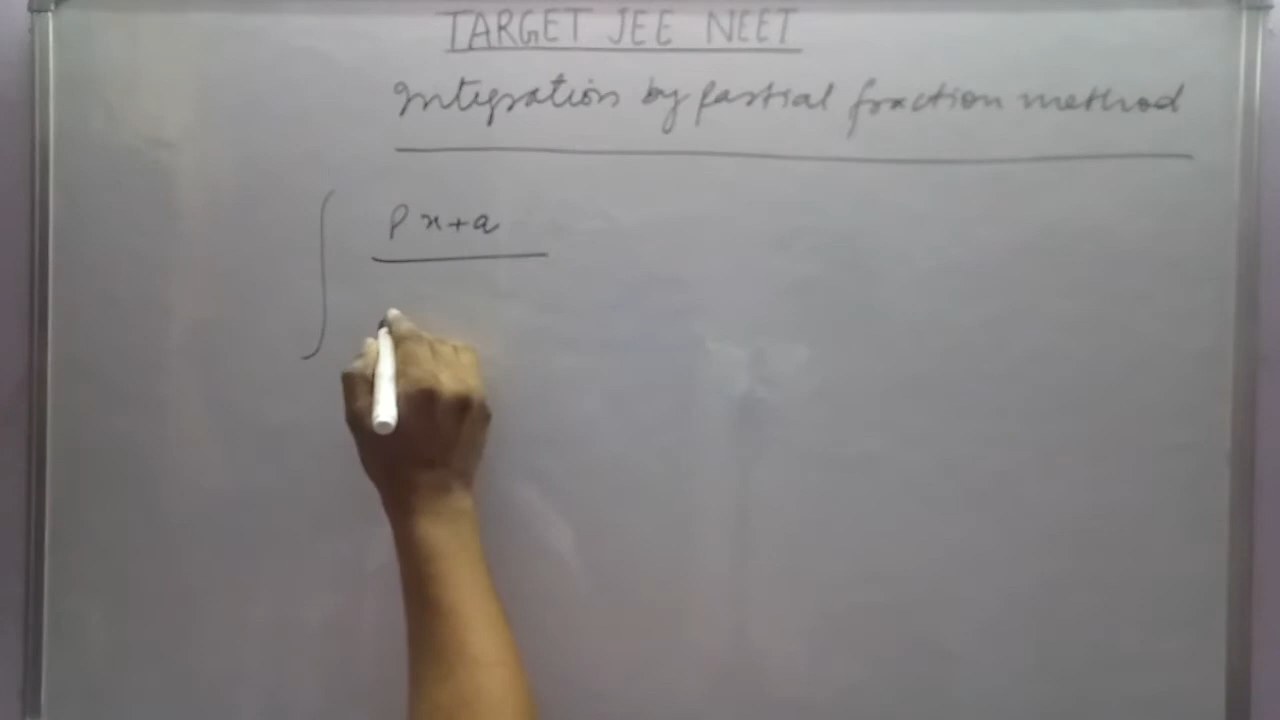 TARGET JEE NEET
Integration by partial fraction method
∫ px+q